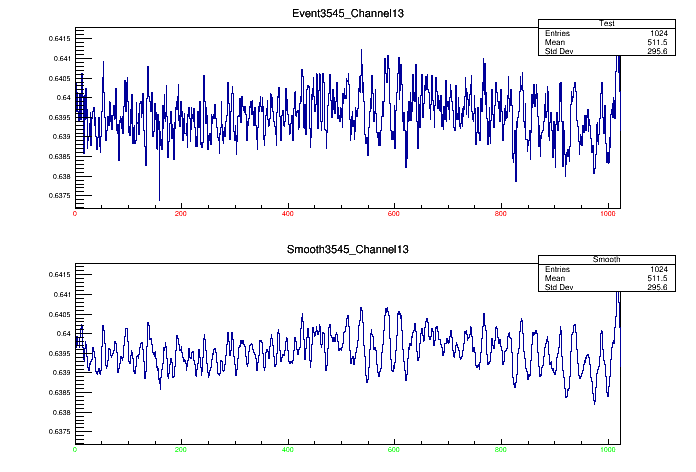 Event3545_Channel13
Test
Entries 1024
Mean 511.5
Std Dev 295.6
0.6415
0.641
0.6405
0.64
0.6395
0.639
0.6385
0.638
0.6375
0 200 400 600 800 1000
Smooth3545_Channel13
Smooth
Entries 1024
Mean 511.5
Std Dev 295.6
0.6415
0.641
0.6405
0.64
0.6395
0.639
0.6385
0.638
0.6375
0 200 400 600 800 1000